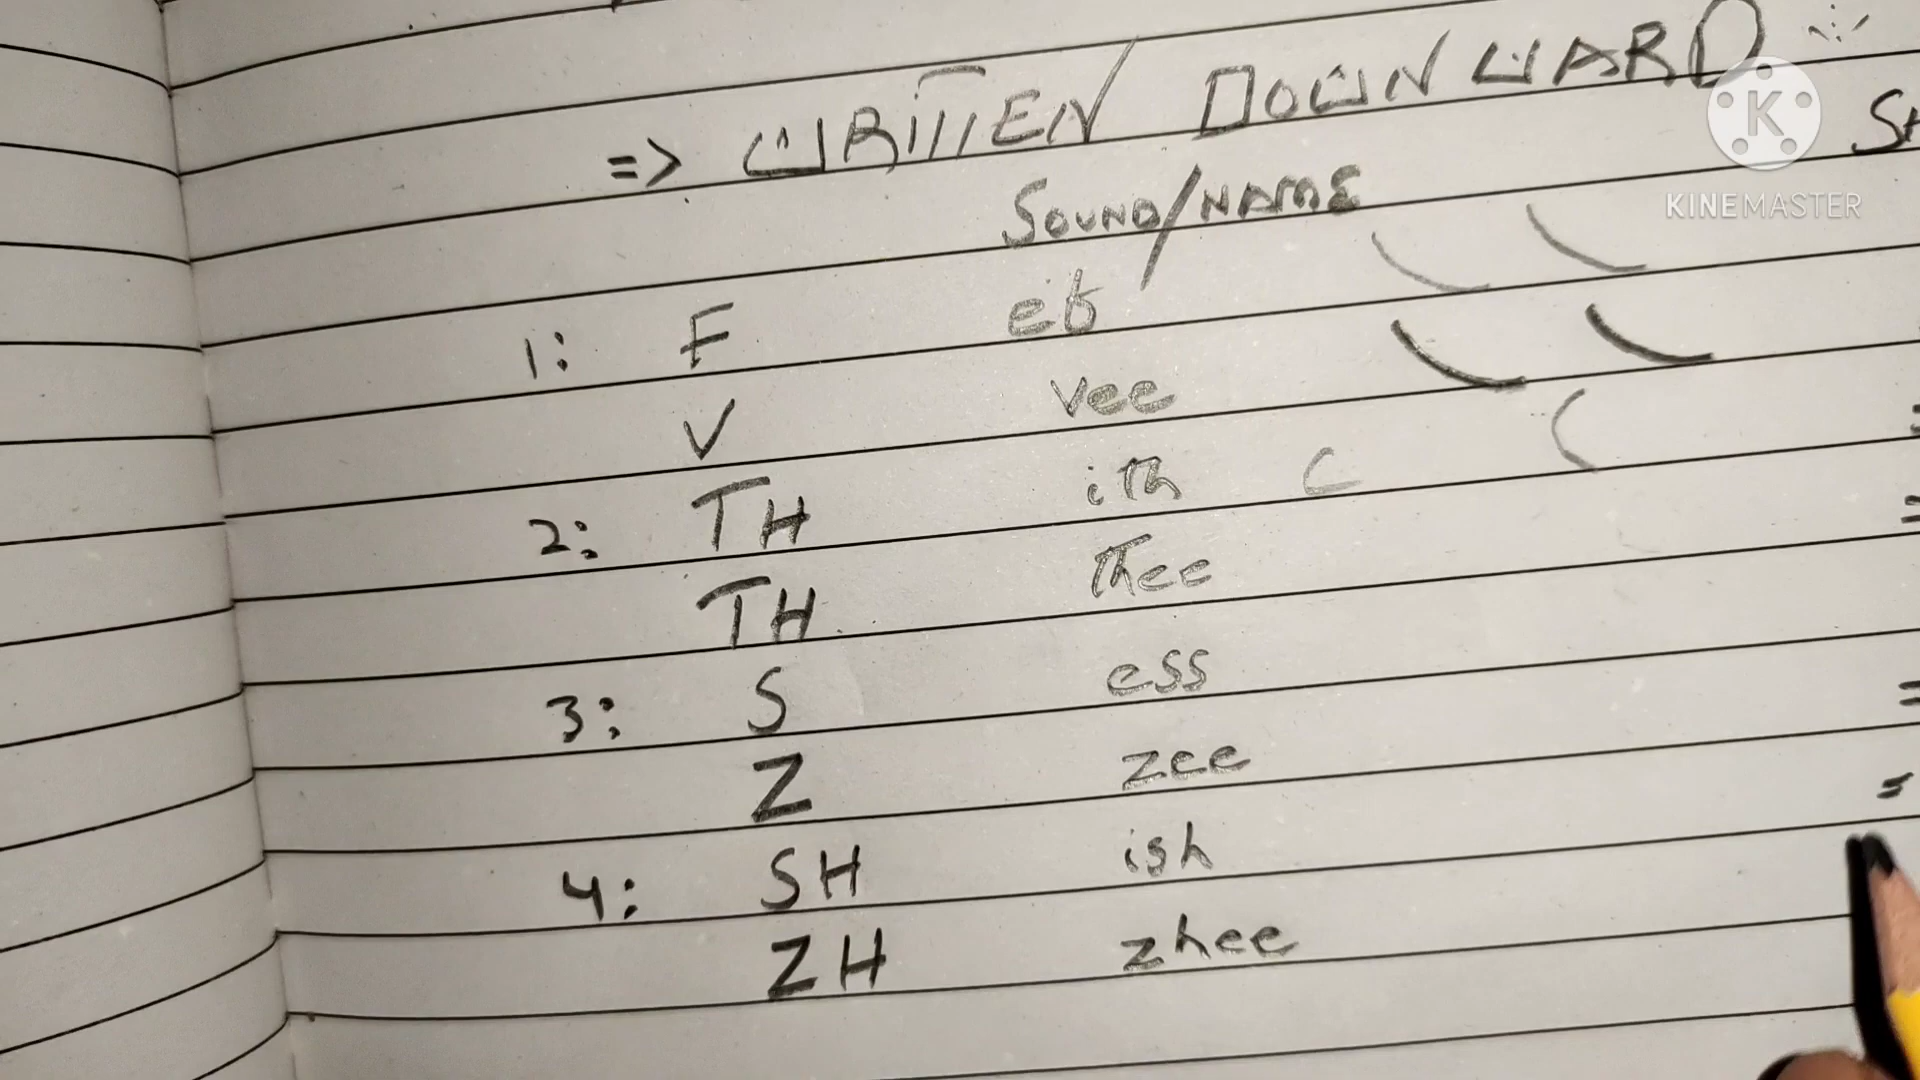 => WRITTEN DOWNWARD
SOUND/NAME
1: F ef
V vee
2: TH ith
TH thee
3: S ess
Z zee
4: SH ish
ZH zhee
K
KINEMASTER